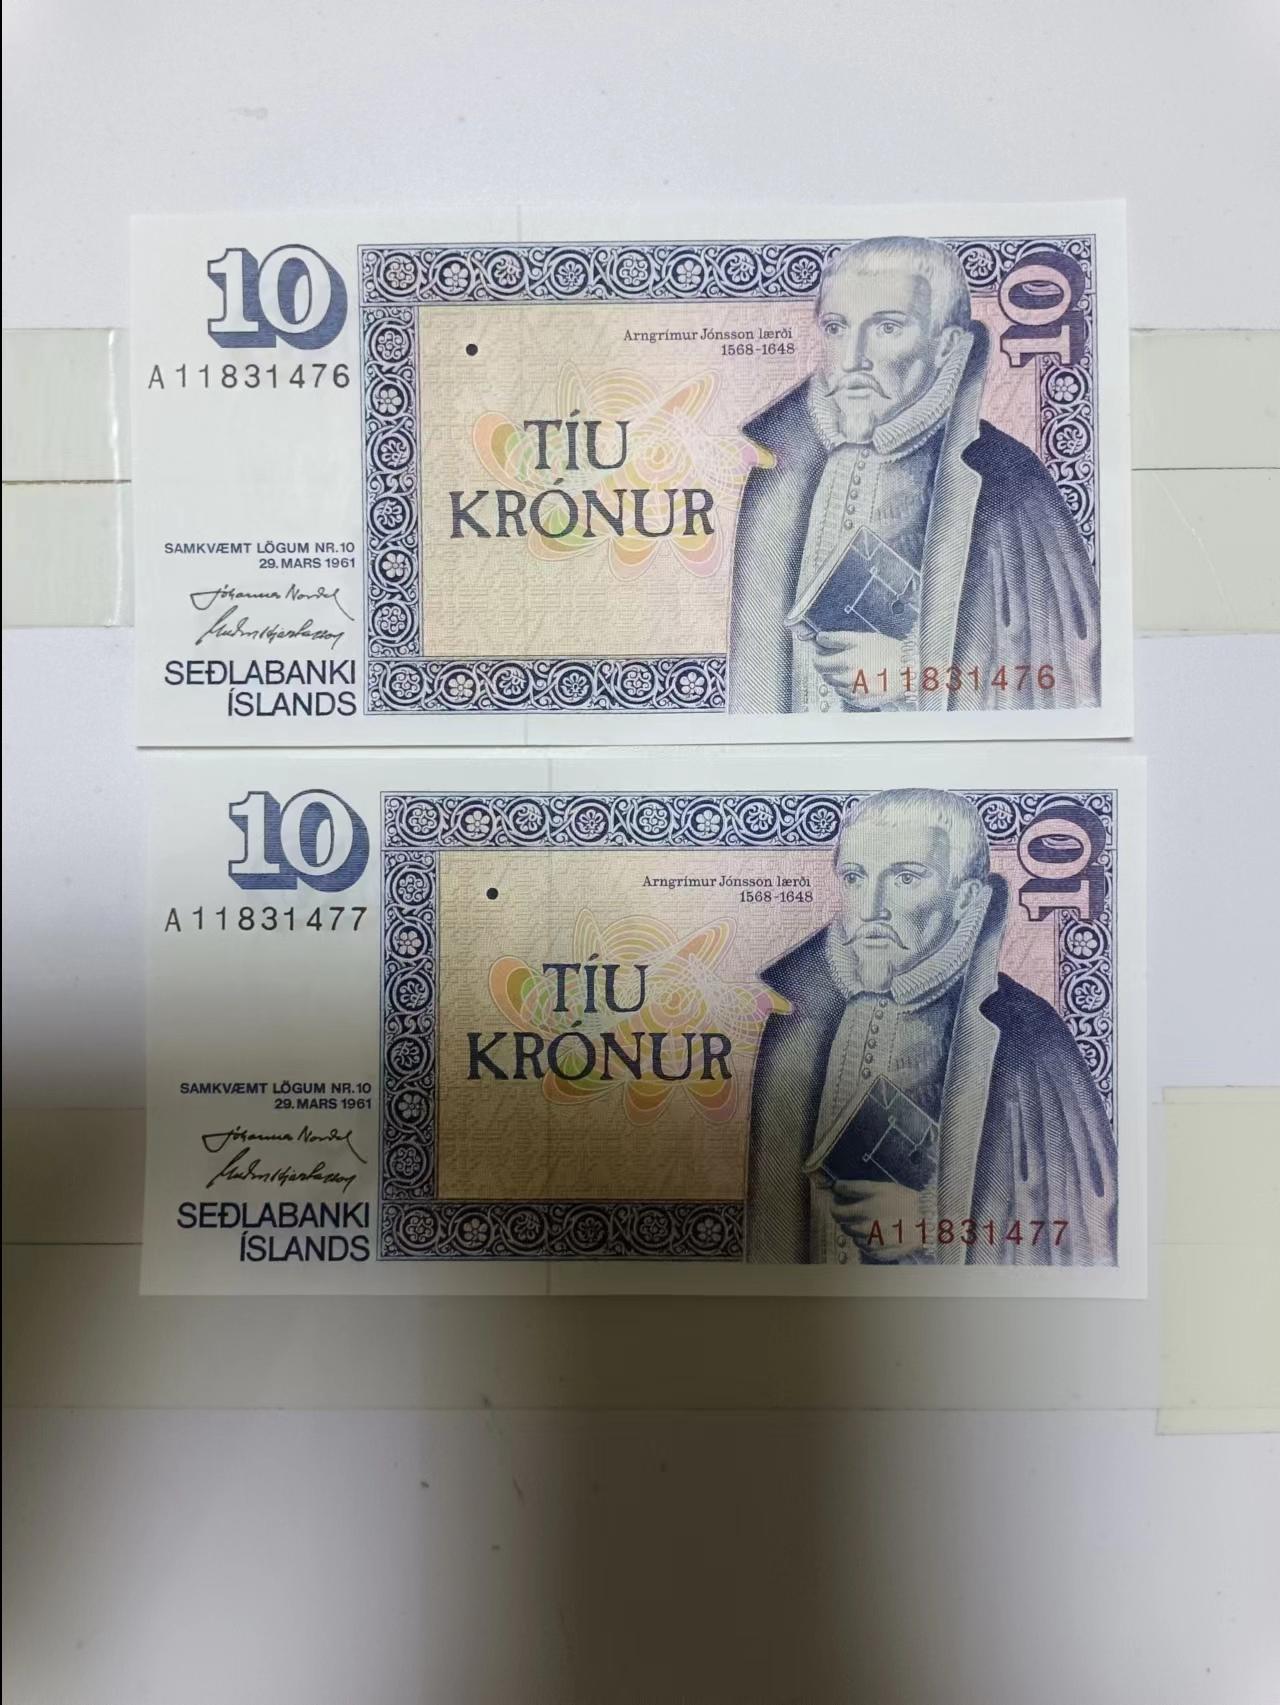 10
A11831476
Arngrímur Jónsson lærði
1568-1648
10
TÍU
KRÓNUR
SAMKVÆMT LÖGUM NR.10
29. MARS 1961
SEÐLABANKI
ÍSLANDS
A11831476
10
A11831477
Arngrímur Jónsson lærði
1568-1648
10
TÍU
KRÓNUR
SAMKVÆMT LÖGUM NR.10
29. MARS 1961
SEÐLABANKI
ÍSLANDS
A11831477